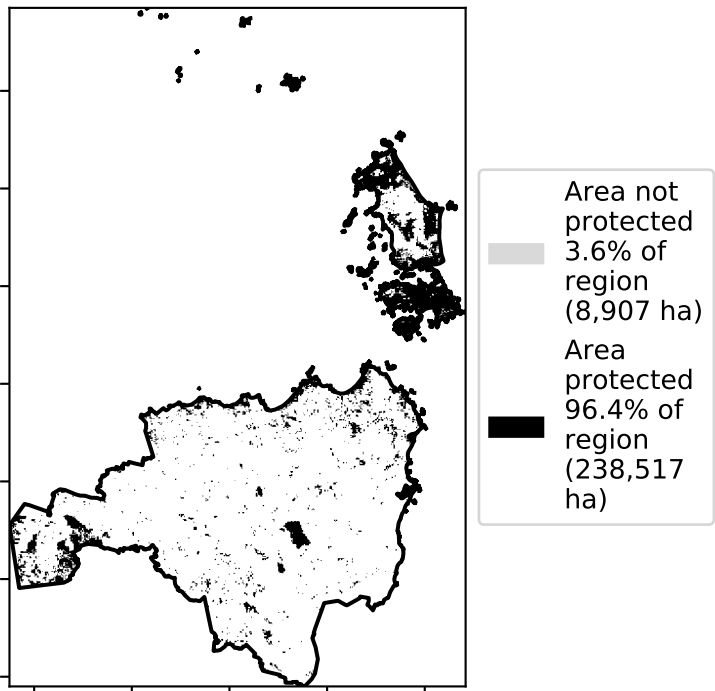 Area not
protected
3.6% of
region
(8,907 ha)
Area
protected
96.4% of
region
(238,517
ha)